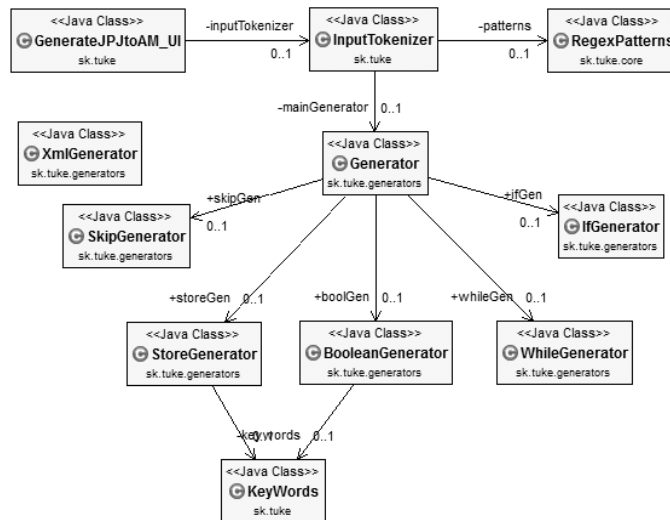 <<Java Class>>
GenerateJPJtoAM_UI
sk.tuke
-inputTokenizer
0..1
<<Java Class>>
InputTokenizer
sk.tuke
-patterns
0..1
<<Java Class>>
RegexPatterns
sk.tuke.core
-mainGenerator
0..1
<<Java Class>>
XmlGenerator
sk.tuke.generators
<<Java Class>>
Generator
sk.tuke.generators
+skipGen
0..1
+ifGen
0..1
<<Java Class>>
SkipGenerator
sk.tuke.generators
<<Java Class>>
IfGenerator
sk.tuke.generators
+storeGen
0..1
+boolGen
0..1
+whileGen
0..1
<<Java Class>>
StoreGenerator
sk.tuke.generators
<<Java Class>>
BooleanGenerator
sk.tuke.generators
<<Java Class>>
WhileGenerator
sk.tuke.generators
-keywords
0..1
0..1
<<Java Class>>
KeyWords
sk.tuke